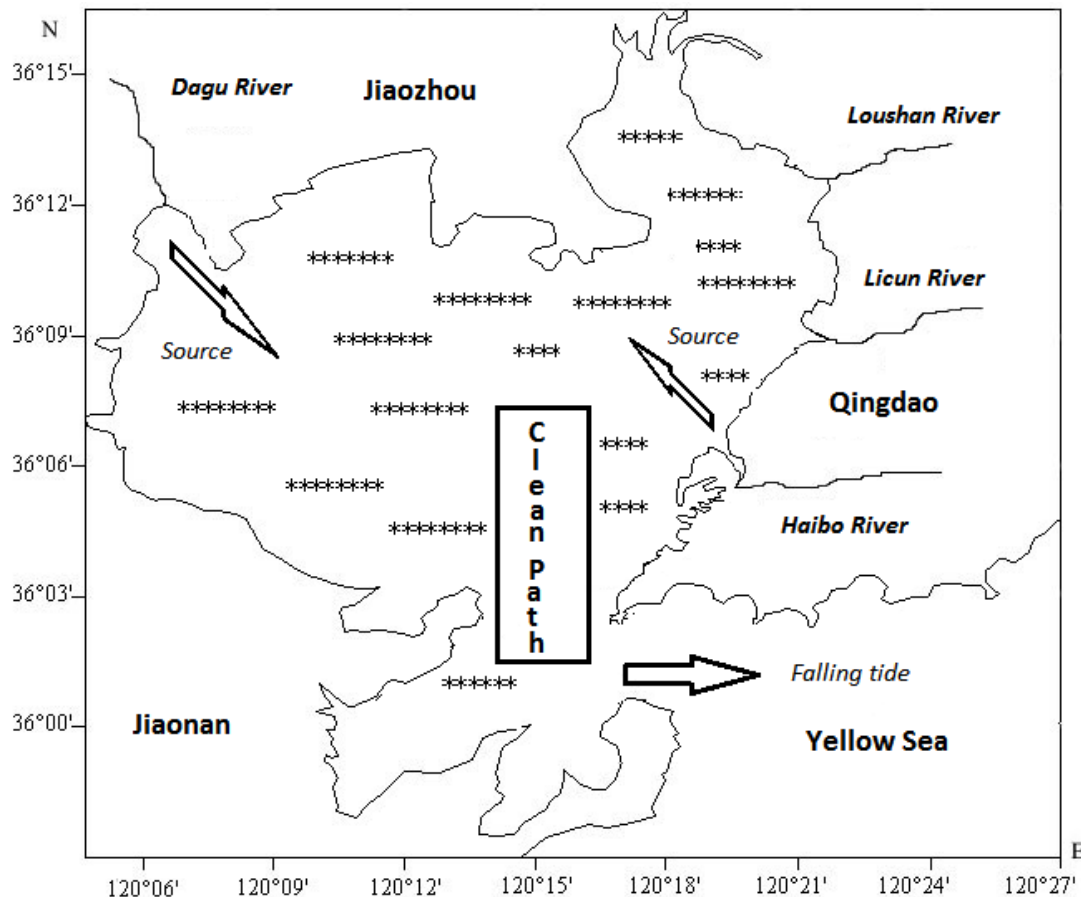 N
36°15'
Dagu River
Jiaozhou
Loushan River
*****
36°12'
******
****
*******
********
********
********
Licun River
36°09'
Source
Source
********
****
****
********
********
Qingdao
Clean Path
36°06'
****
********
****
********
Haibo River
36°03'
******
Falling tide
36°00'
Jiaonan
Yellow Sea
E
120°06' 120°09' 120°12' 120°15' 120°18' 120°21' 120°24' 120°27'